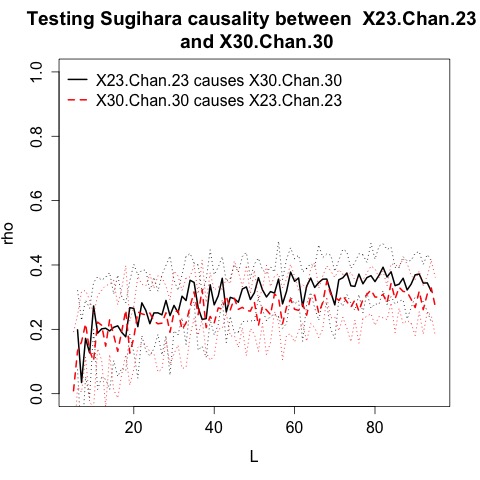 Testing Sugihara causality between  X23.Chan.23
and X30.Chan.30
X23.Chan.23 causes X30.Chan.30
X30.Chan.30 causes X23.Chan.23
1.0
0.8
0.6
0.4
0.2
0.0
rho
20 40 60 80
L